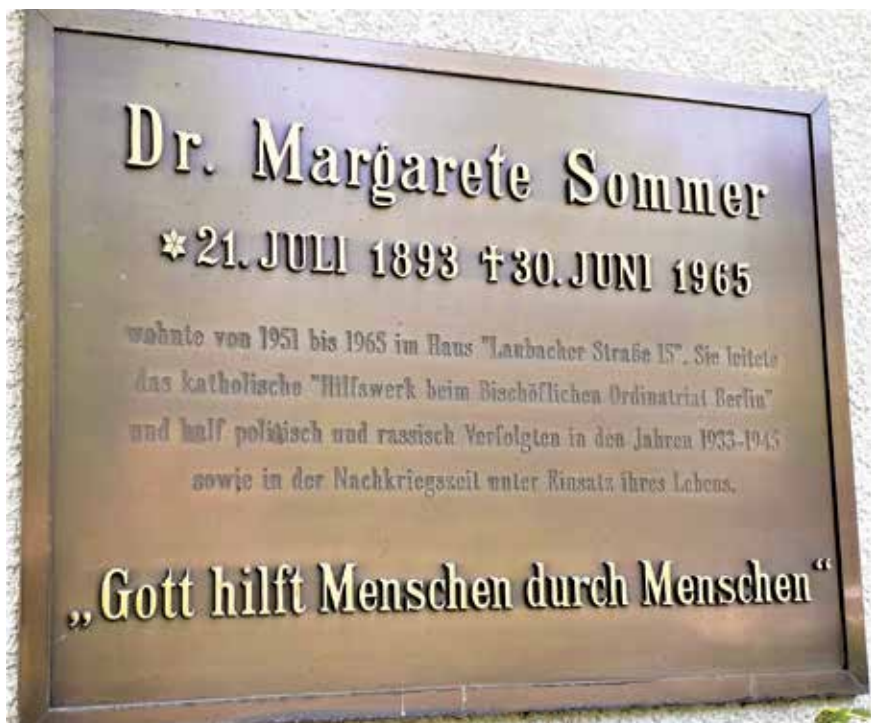 Dr. Margarete Sommer
* 21. JULI 1893 † 30. JUNI 1965
wohnte von 1951 bis 1965 im Haus "Laubacher Straße 15". Sie leitete
das katholische "Hilfswerk beim Bischöflichen Ordinatriat Berlin"
und half politisch und rassisch Verfolgten in den Jahren 1933-1945
sowie in der Nachkriegszeit unter Einsatz ihres Lebens.
„Gott hilft Menschen durch Menschen“